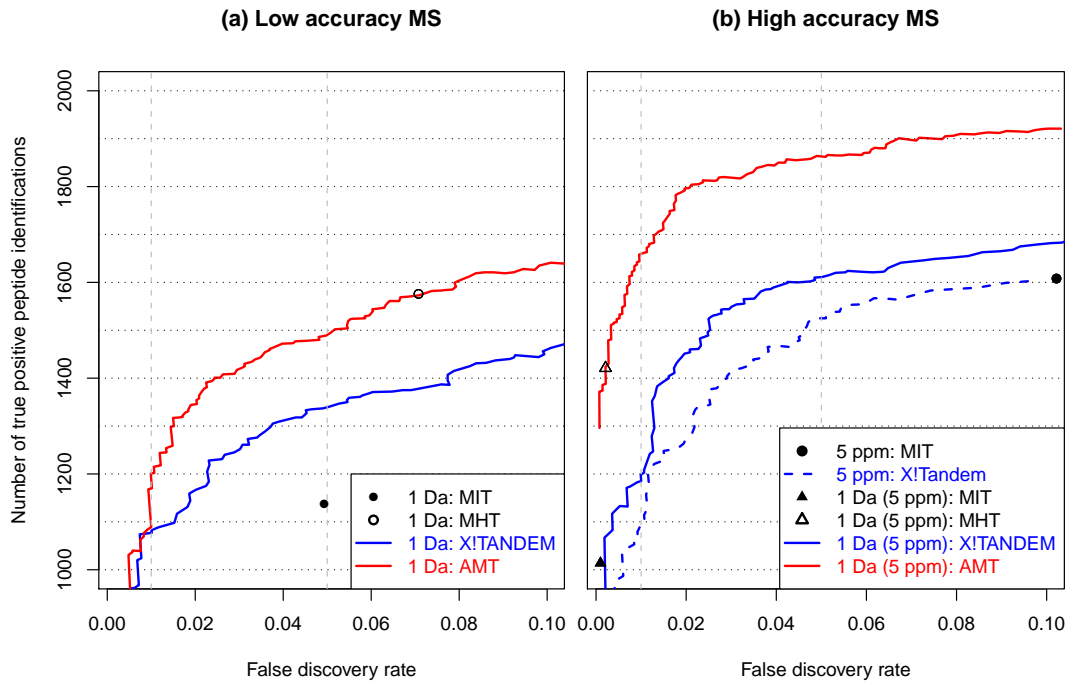 (a) Low accuracy MS
(b) High accuracy MS
Number of true positive peptide identifications
2000
1800
1600
1400
1200
1000
1 Da: MIT
1 Da: MHT
1 Da: X!TANDEM
1 Da: AMT
5 ppm: MIT
5 ppm: X!Tandem
1 Da (5 ppm): MIT
1 Da (5 ppm): MHT
1 Da (5 ppm): X!TANDEM
1 Da (5 ppm): AMT
0.00 0.02 0.04 0.06 0.08 0.10
0.00 0.02 0.04 0.06 0.08 0.10
False discovery rate
False discovery rate